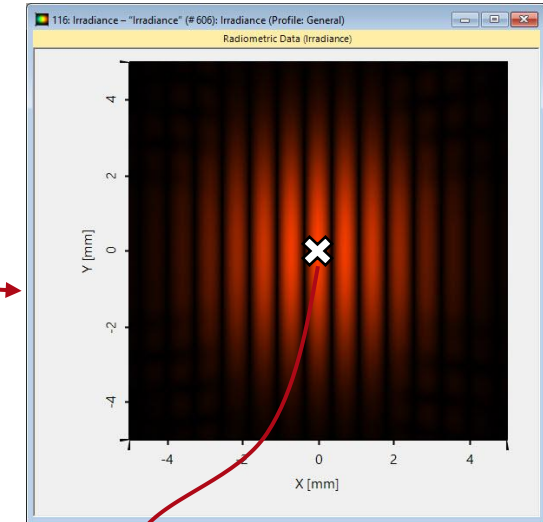 116: Irradiance – "Irradiance" (# 606): Irradiance (Profile: General)
Radiometric Data (Irradiance)
4
2
0
-2
-4
Y [mm]
-4
-2
0
2
4
X [mm]